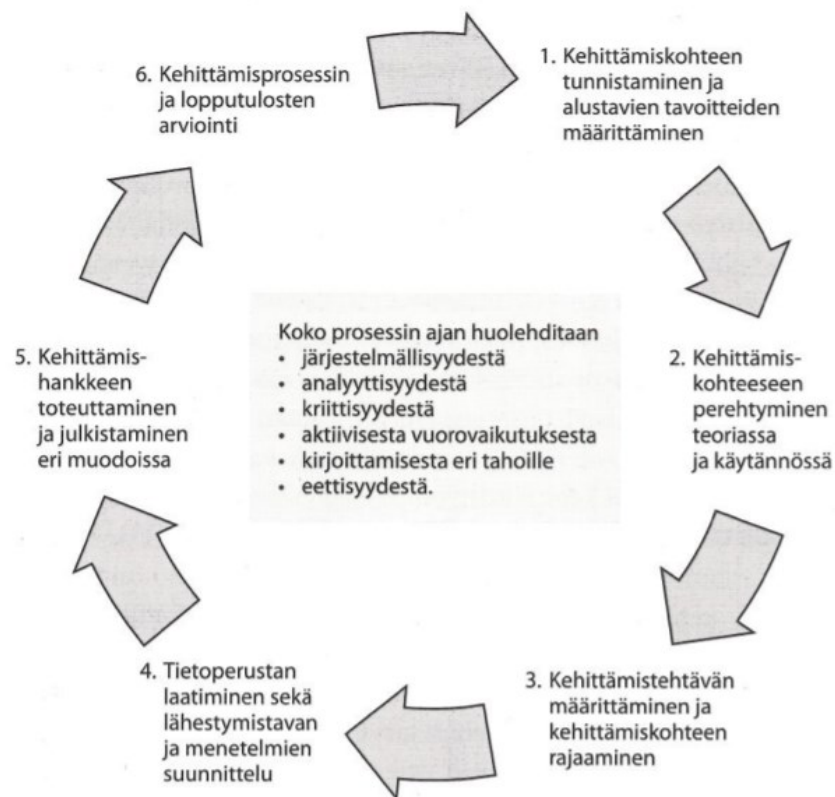 1. Kehittämiskohteen
tunnistaminen ja
alustavien tavoitteiden
määrittäminen
2. Kehittämis-
kohteeseen
perehtyminen
teoriassa
ja käytännössä
3. Kehittämistehtävän
määrittäminen ja
kehittämiskohteen
rajaaminen
4. Tietoperustan
laatiminen sekä
lähestymistavan
ja menetelmien
suunnittelu
5. Kehittämis-
hankkeen
toteuttaminen
ja julkistaminen
eri muodoissa
6. Kehittämisprosessin
ja lopputulosten
arviointi
Koko prosessin ajan huolehditaan
• järjestelmällisyydestä
• analyyttisyydestä
• kriittisyydestä
• aktiivisesta vuorovaikutuksesta
• kirjoittamisesta eri tahoille
• eettisyydestä.